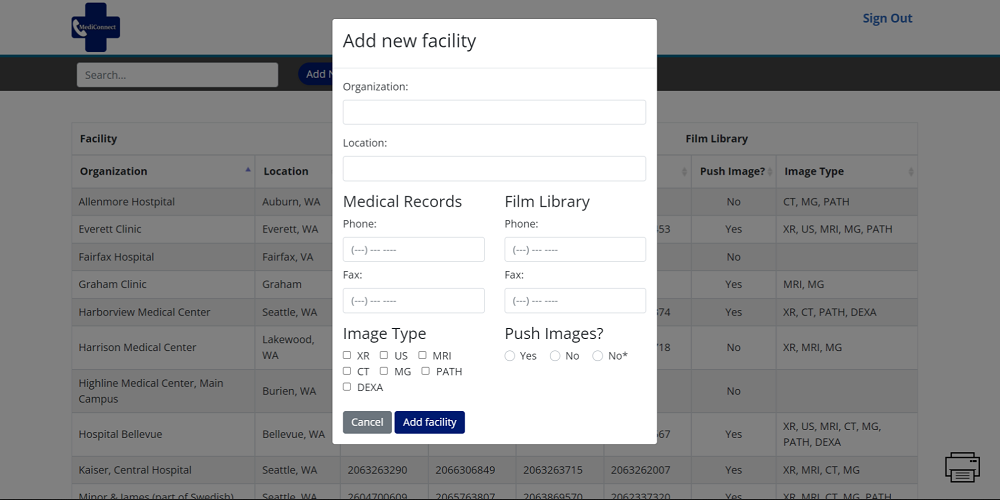 MediConnect
Sign Out
Search...
Add N
Add new facility
Organization:
Location:
Medical Records Film Library
Phone: Phone:
(---) --- ---- (---) --- ----
Fax: Fax:
(---) --- ---- (---) --- ----
Image Type Push Images?
XR US MRI Yes No No*
CT MG PATH
DEXA
Cancel Add facility
Facility Film Library
Organization Location Push Image? Image Type
Allenmore Hostpital Auburn, WA No CT, MG, PATH
Everett Clinic Everett, WA 53 Yes XR, US, MRI, MG, PATH
Fairfax Hospital Fairfax, VA No
Graham Clinic Graham Yes MRI, MG
Harborview Medical Center Seattle, WA 74 Yes XR, CT, PATH, DEXA
Harrison Medical Center Lakewood, 718 No XR, MRI, MG
WA
Highline Medical Center, Main Burien, WA No
Campus
Hospital Bellevue Bellevue, WA 567 Yes XR, US, MRI, CT, MG,
PATH, DEXA
Kaiser, Central Hospital Seattle, WA 2063263290 2066306849 2063263715 2062362007 Yes XR, MRI, CT, MG
Minor & James (part of Swedish) Seattle, WA 2604700609 2065763807 2063869570 2062337320 Yes XR, MRI, CT, MG, PATH